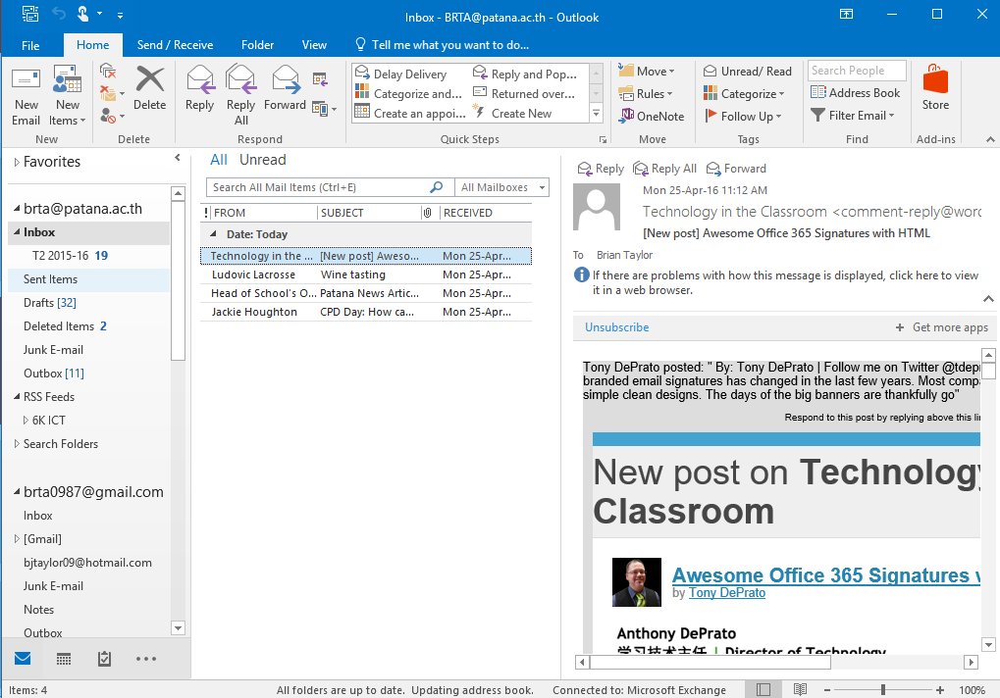 Inbox - BRTA@patana.ac.th - Outlook
File Home Send / Receive Folder View Tell me what you want to do...
New Email
New Items
Delete
Reply
Reply All
Forward
Delay Delivery
Categorize and...
Create an appoi...
Reply and Pop...
Returned over...
Create New
Move
Rules
OneNote
Unread/ Read
Categorize
Follow Up
Search People
Address Book
Filter Email
Store
New Delete Respond Quick Steps Move Tags Find Add-ins
Favorites
brta@patana.ac.th
Inbox
T2 2015-16 19
Sent Items
Drafts [32]
Deleted Items 2
Junk E-mail
Outbox [11]
RSS Feeds
6K ICT
Search Folders
brta0987@gmail.com
Inbox
[Gmail]
bjtaylor09@hotmail.com
Junk E-mail
Notes
Outbox
All Unread
Search All Mail Items (Ctrl+E) All Mailboxes
! FROM SUBJECT RECEIVED
Date: Today
Technology in the ... [New post] Aweso... Mon 25-Apr...
Ludovic Lacrosse Wine tasting Mon 25-Apr...
Head of School's O... Patana News Artic... Mon 25-Apr...
Jackie Houghton CPD Day: How ca... Mon 25-Apr...
Reply Reply All Forward
Mon 25-Apr-16 11:12 AM
Technology in the Classroom <comment-reply@worc
[New post] Awesome Office 365 Signatures with HTML
To Brian Taylor
If there are problems with how this message is displayed, click here to view
it in a web browser.
Unsubscribe + Get more apps
Tony DePrato posted: " By: Tony DePrato | Follow me on Twitter @tdepr
branded email signatures has changed in the last few years. Most compa
simple clean designs. The days of the big banners are thankfully go"
Respond to this post by replying above this lin
New post on Technology
Classroom
Awesome Office 365 Signatures w
by Tony DePrato
Anthony DePrato
学习技术主任 | Director of Technology
Items: 4 All folders are up to date. Updating address book. Connected to: Microsoft Exchange 100%